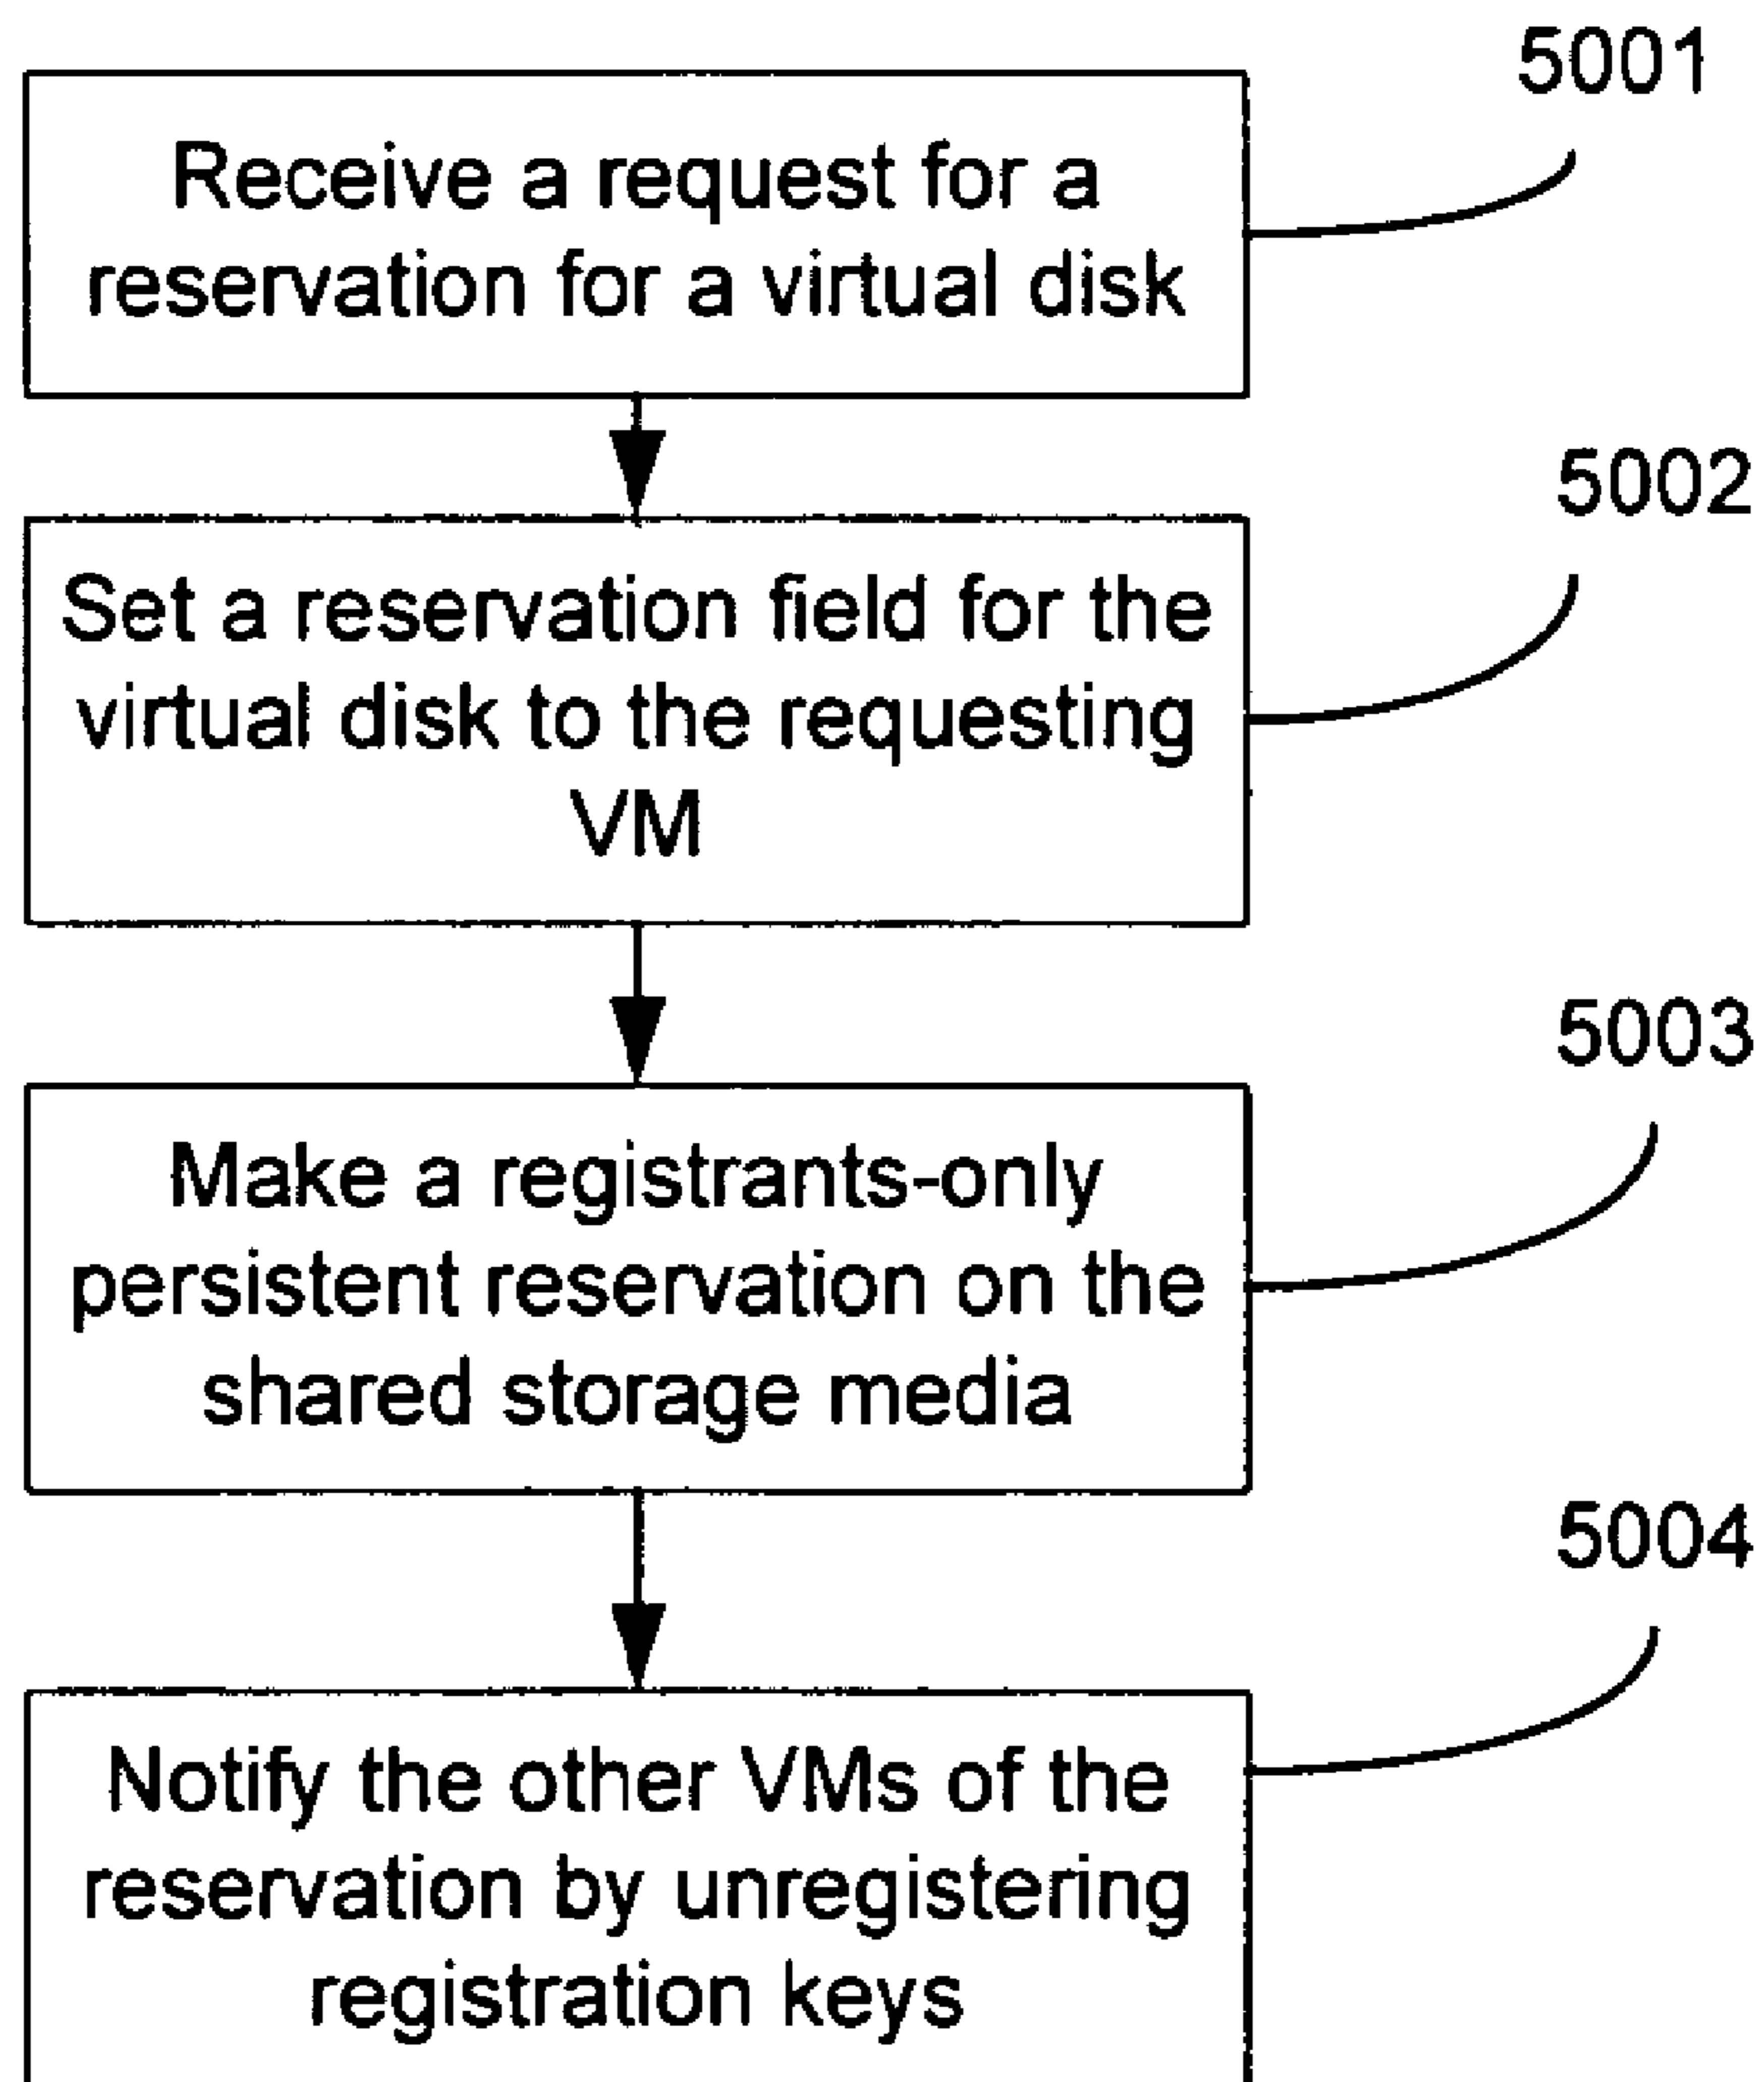 5001
Receive a request for a
reservation for a virtual disk
5002
Set a reservation field for the
virtual disk to the requesting
VM
5003
Make a registrants-only
persistent reservation on the
shared storage media
5004
Notify the other VMs of the
reservation by unregistering
registration keys